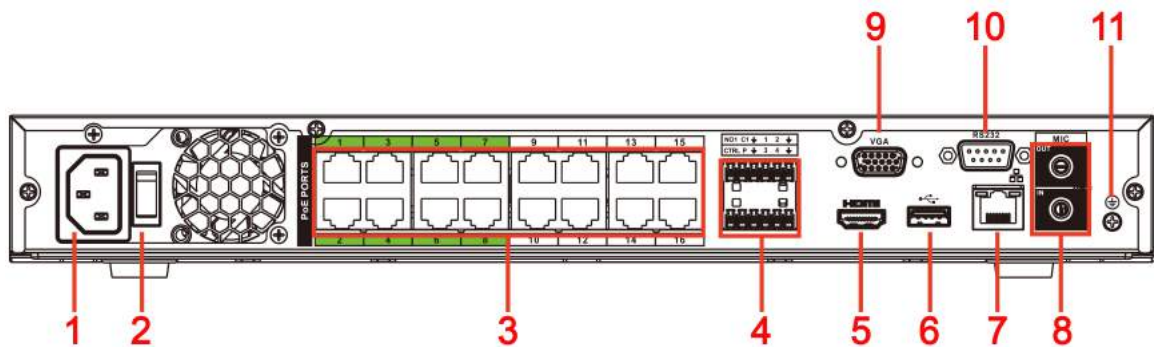 9 10 11
1 3 5 7 9 11 13 15
PoE PORTS
2 4 6 8 10 12 14 16
NO1 C1 ⏚ 1 2 ⏚
CTRL P ⏚ 3 4 ⏚
VGA
RS232
MIC
OUT
IN
HDMI
1 2 3 4 5 6 7 8